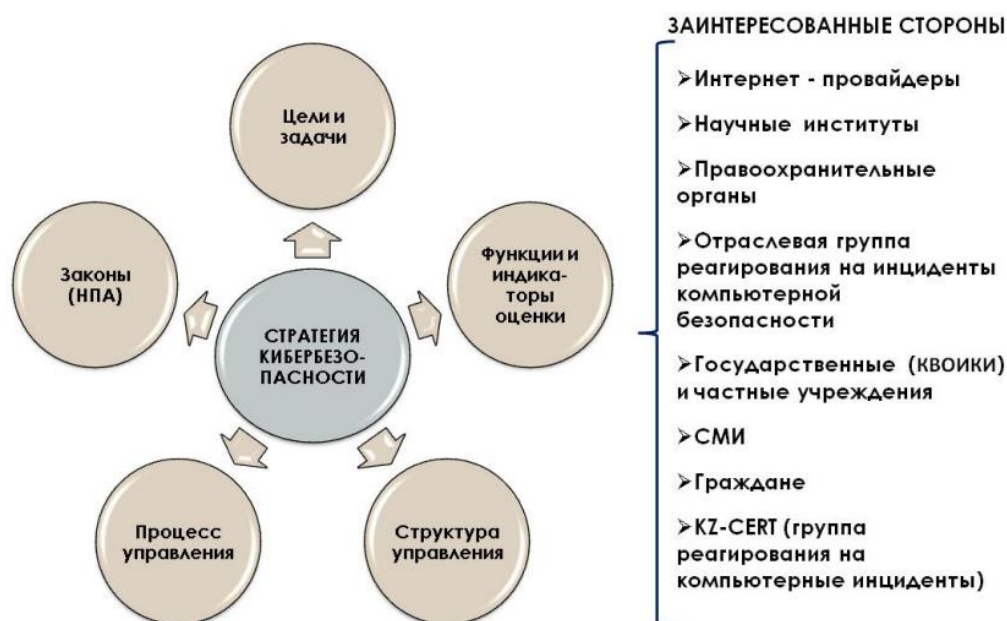 Цели и
задачи
Законы
(НПА)
Функции и
индика-
торы
оценки
СТРАТЕГИЯ
КИБЕРБЕЗО-
ПАСНОСТИ
Процесс
управления
Структура
управления
ЗАИНТЕРЕСОВАННЫЕ СТОРОНЫ
➢Интернет - провайдеры
➢Научные институты
➢Правоохранительные
органы
➢Отраслевая группа
реагирования на инциденты
компьютерной
безопасности
➢Государственные (КВОИКИ)
и частные учреждения
➢СМИ
➢Граждане
➢KZ-CERT (группа
реагирования на
компьютерные инциденты)